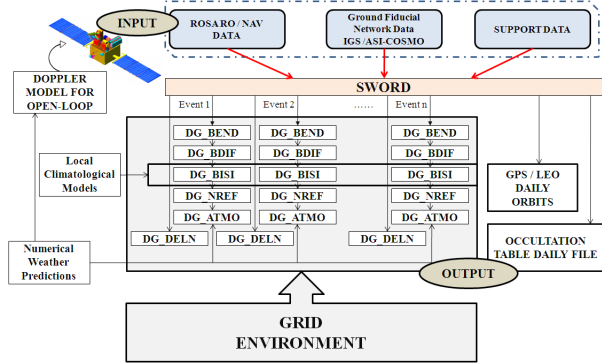 INPUT
ROSA RO / NAV
DATA
Ground Fiducial
Network Data
IGS /ASI-COSMO
SUPPORT DATA
DOPPLER
MODEL FOR
OPEN-LOOP
SWORD
Event 1
Event 2
......
Event n
DG_BEND
DG_BEND
DG_BEND
DG_BDIF
DG_BDIF
DG_BDIF
Local
Climatological
Models
DG_BISI
DG_BISI
DG_BISI
GPS / LEO
DAILY
ORBITS
DG_NREF
DG_NREF
DG_NREF
DG_ATMO
DG_ATMO
DG_ATMO
DG_DELN
DG_DELN
DG_DELN
Numerical
Weather
Predictions
OCCULTATION
TABLE DAILY FILE
OUTPUT
GRID
ENVIRONMENT